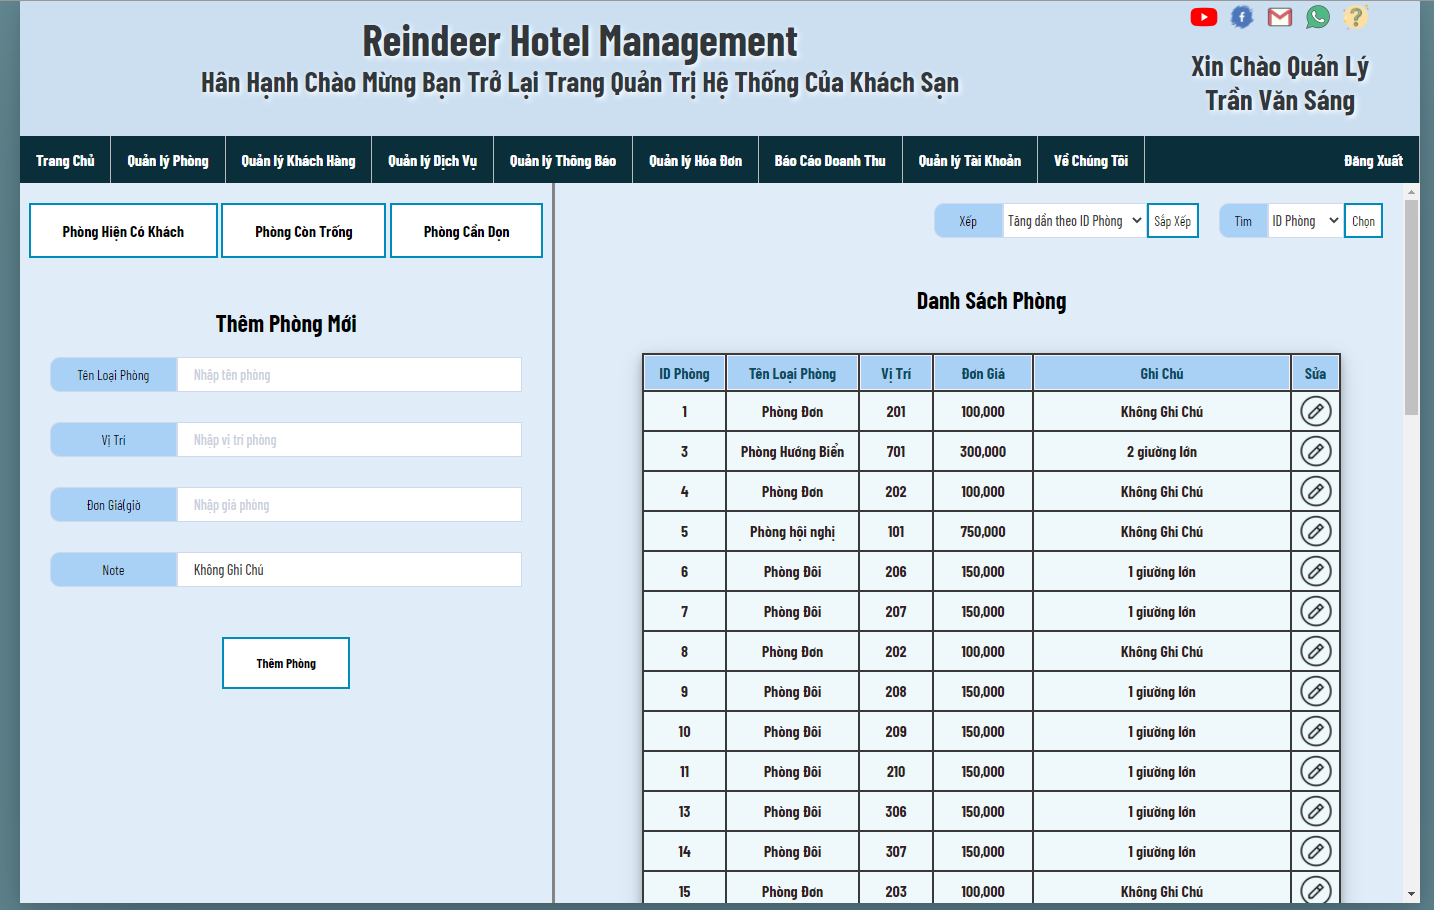 Reindeer Hotel Management
Hân Hạnh Chào Mừng Bạn Trở Lại Trang Quản Trị Hệ Thống Của Khách Sạn
Xin Chào Quản Lý
Trần Văn Sáng
Trang Chủ Quản lý Phòng Quản lý Khách Hàng Quản lý Dịch Vụ Quản lý Thông Báo Quản lý Hóa Đơn Báo Cáo Doanh Thu Quản lý Tài Khoản Về Chúng Tôi Đăng Xuất
Phòng Hiện Có Khách Phòng Còn Trống Phòng Cần Dọn
Thêm Phòng Mới
Tên Loại Phòng Nhập tên phòng
Vị Trí Nhập vị trí phòng
Đơn Giá(giờ Nhập giá phòng
Note Không Ghi Chú
Thêm Phòng
Xếp Tăng dần theo ID Phòng Sắp Xếp Tìm ID Phòng Chọn
Danh Sách Phòng
ID Phòng Tên Loại Phòng Vị Trí Đơn Giá Ghi Chú Sửa
1 Phòng Đơn 201 100,000 Không Ghi Chú
3 Phòng Hướng Biển 701 300,000 2 giường lớn
4 Phòng Đơn 202 100,000 Không Ghi Chú
5 Phòng hội nghị 101 750,000 Không Ghi Chú
6 Phòng Đôi 206 150,000 1 giường lớn
7 Phòng Đôi 207 150,000 1 giường lớn
8 Phòng Đơn 202 100,000 Không Ghi Chú
9 Phòng Đôi 208 150,000 1 giường lớn
10 Phòng Đôi 209 150,000 1 giường lớn
11 Phòng Đôi 210 150,000 1 giường lớn
13 Phòng Đôi 306 150,000 1 giường lớn
14 Phòng Đôi 307 150,000 1 giường lớn
15 Phòng Đơn 203 100,000 Không Ghi Chú